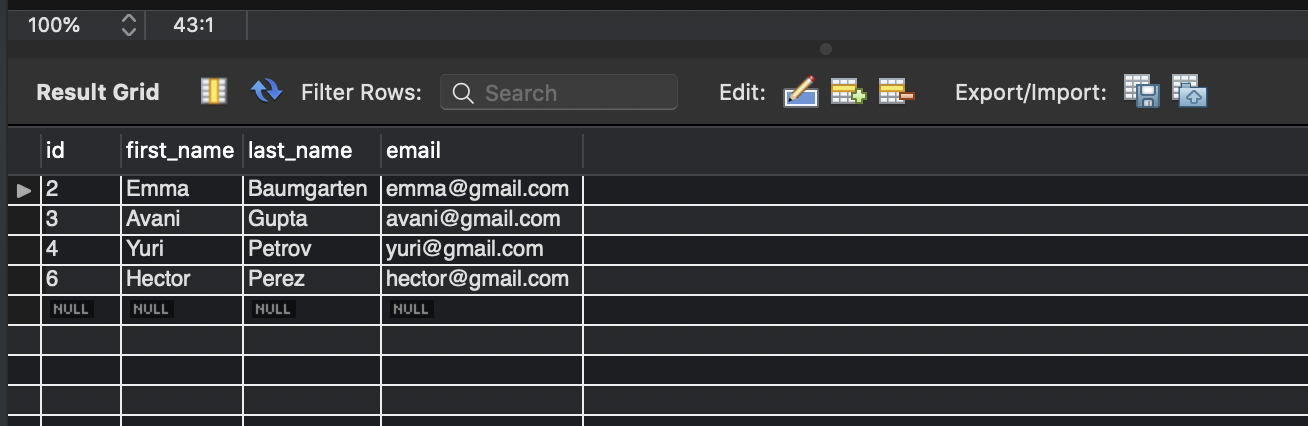 100% 43:1
Result Grid Filter Rows: Search Edit: Export/Import:
id first_name last_name email
2 Emma Baumgarten emma@gmail.com
3 Avani Gupta avani@gmail.com
4 Yuri Petrov yuri@gmail.com
6 Hector Perez hector@gmail.com
NULL NULL NULL NULL